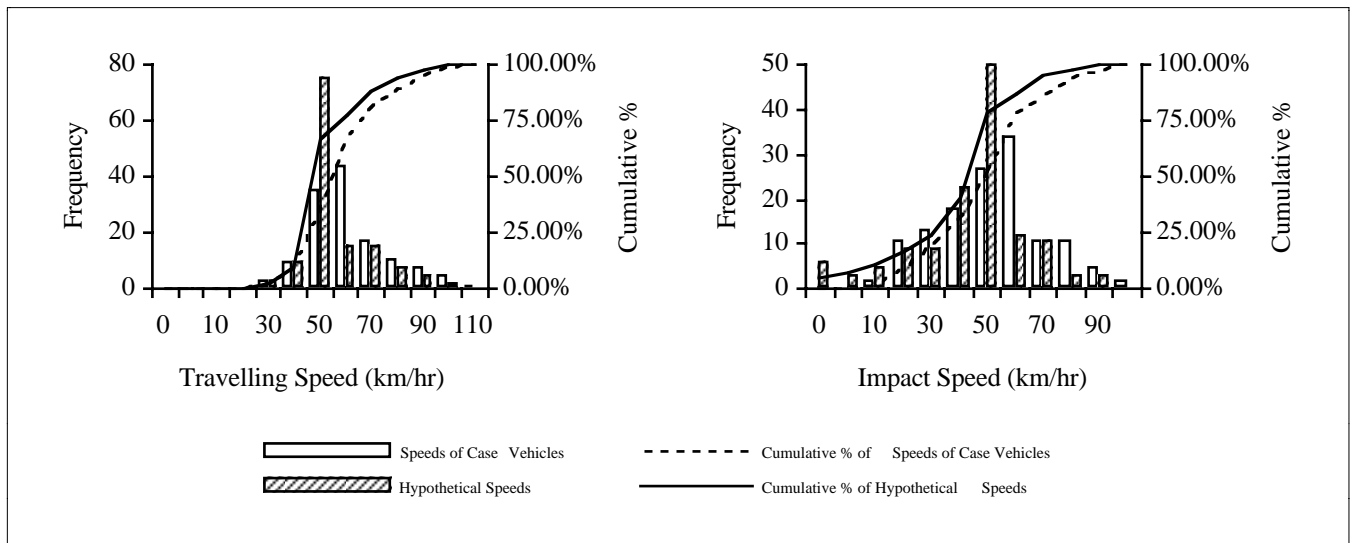 80
60
40
20
0
Frequency
100.00%
75.00%
50.00%
25.00%
0.00%
Cumulative %
0 10 30 50 70 90 110
Travelling Speed (km/hr)
50
40
30
20
10
0
Frequency
100.00%
75.00%
50.00%
25.00%
0.00%
Cumulative %
0 10 30 50 70 90
Impact Speed (km/hr)
Speeds of Case Vehicles
Cumulative % of Speeds of Case Vehicles
Hypothetical Speeds
Cumulative % of Hypothetical Speeds